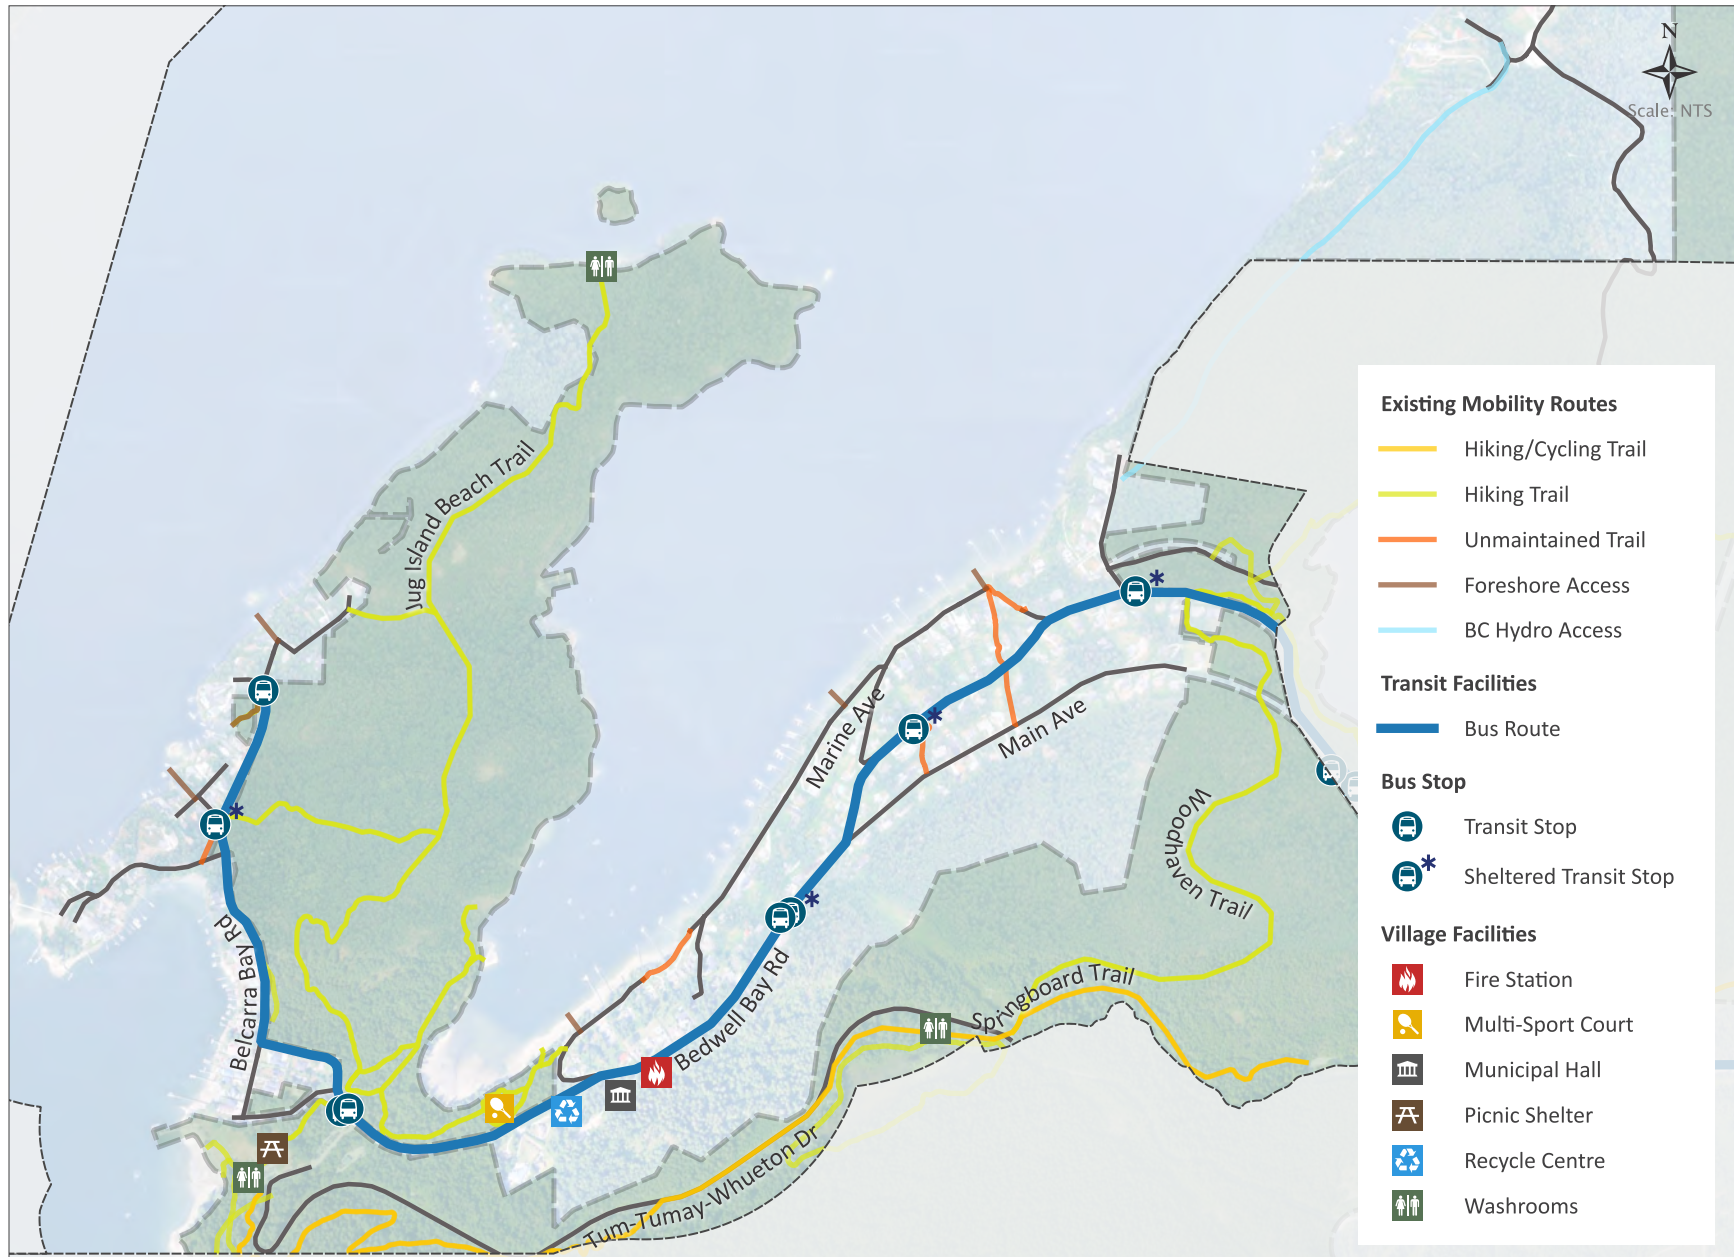 N
Scale: NTS
Jug Island Beach Trail
Marine Ave
Main Ave
Woodhaven Trail
Belcarra Bay Rd
Bedwell Bay Rd
Springboard Trail
Tum-Tumay-Whueton Dr
Existing Mobility Routes
Hiking/Cycling Trail
Hiking Trail
Unmaintained Trail
Foreshore Access
BC Hydro Access
Transit Facilities
Bus Route
Bus Stop
Transit Stop
Sheltered Transit Stop
Village Facilities
Fire Station
Multi-Sport Court
Municipal Hall
Picnic Shelter
Recycle Centre
Washrooms